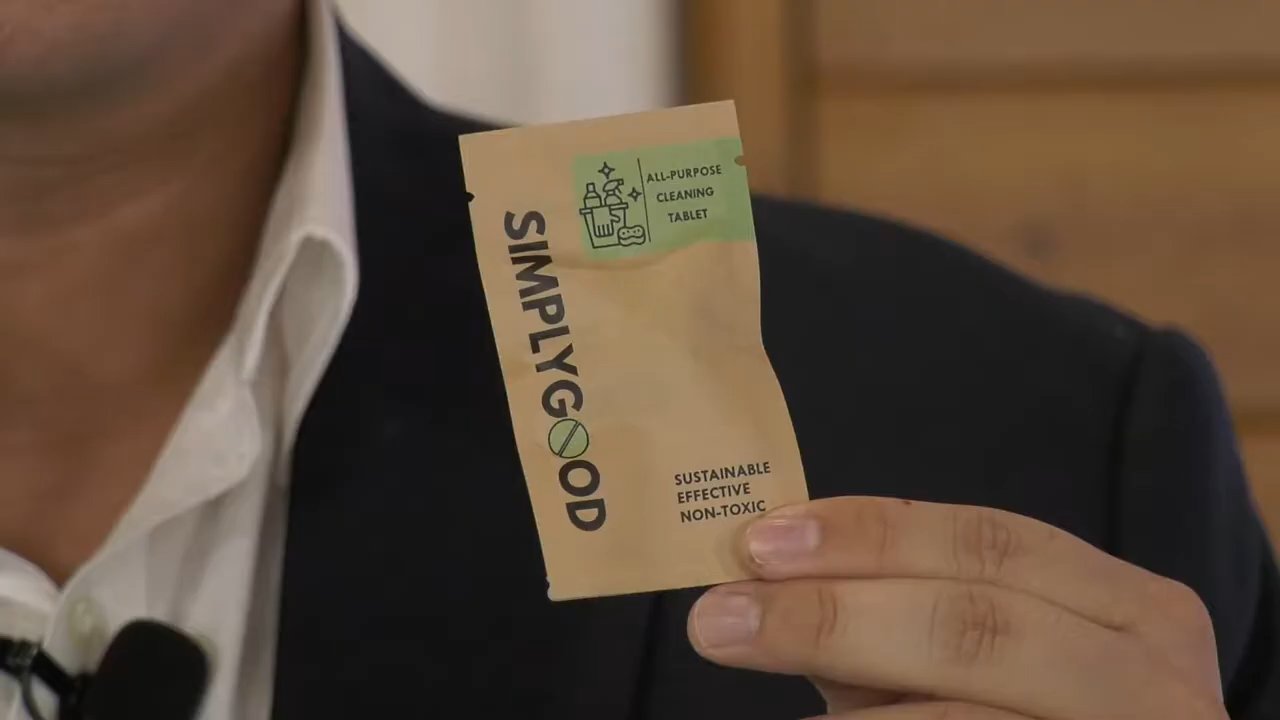 ALL-PURPOSE
CLEANING
TABLET
SIMPLYGOOD
SUSTAINABLE
EFFECTIVE
NON-TOXIC